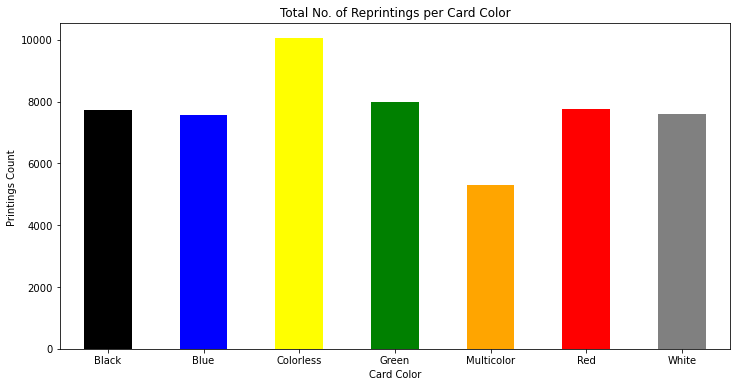 Total No. of Reprintings per Card Color
Printings Count
10000
8000
6000
4000
2000
0
Black Blue Colorless Green Multicolor Red White
Card Color